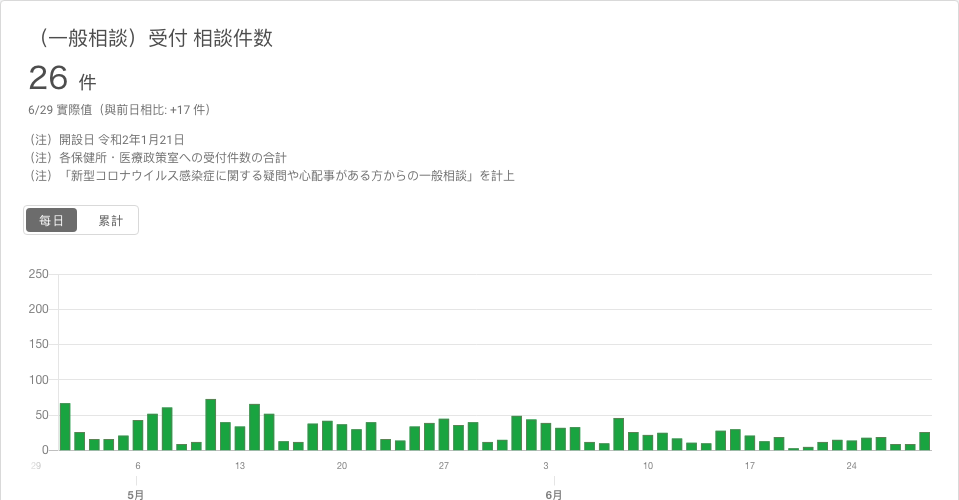 （一般相談）受付 相談件数
26 件
6/29 實際值（與前日相比: +17 件）
（注）開設日 令和2年1月21日
（注）各保健所・医療政策室への受付件数の合計
（注）「新型コロナウイルス感染症に関する疑問や心配事がある方からの一般相談」を計上
每日 累計
250
200
150
100
50
0
29 6 13 20 27 3 10 17 24
5月 6月